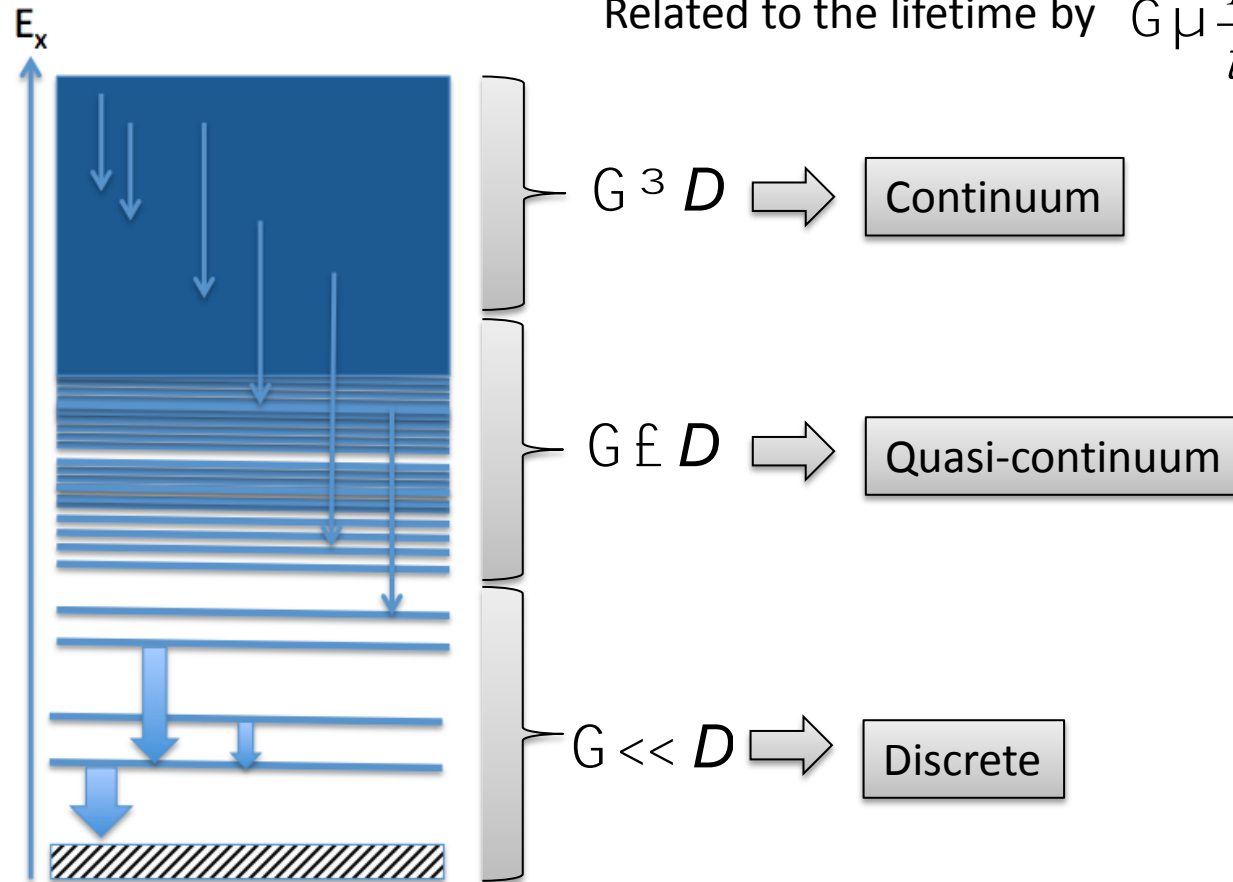 Related to the lifetime by G µ
Eₓ
G ³ D
Continuum
G £ D
Quasi-continuum
G << D
Discrete